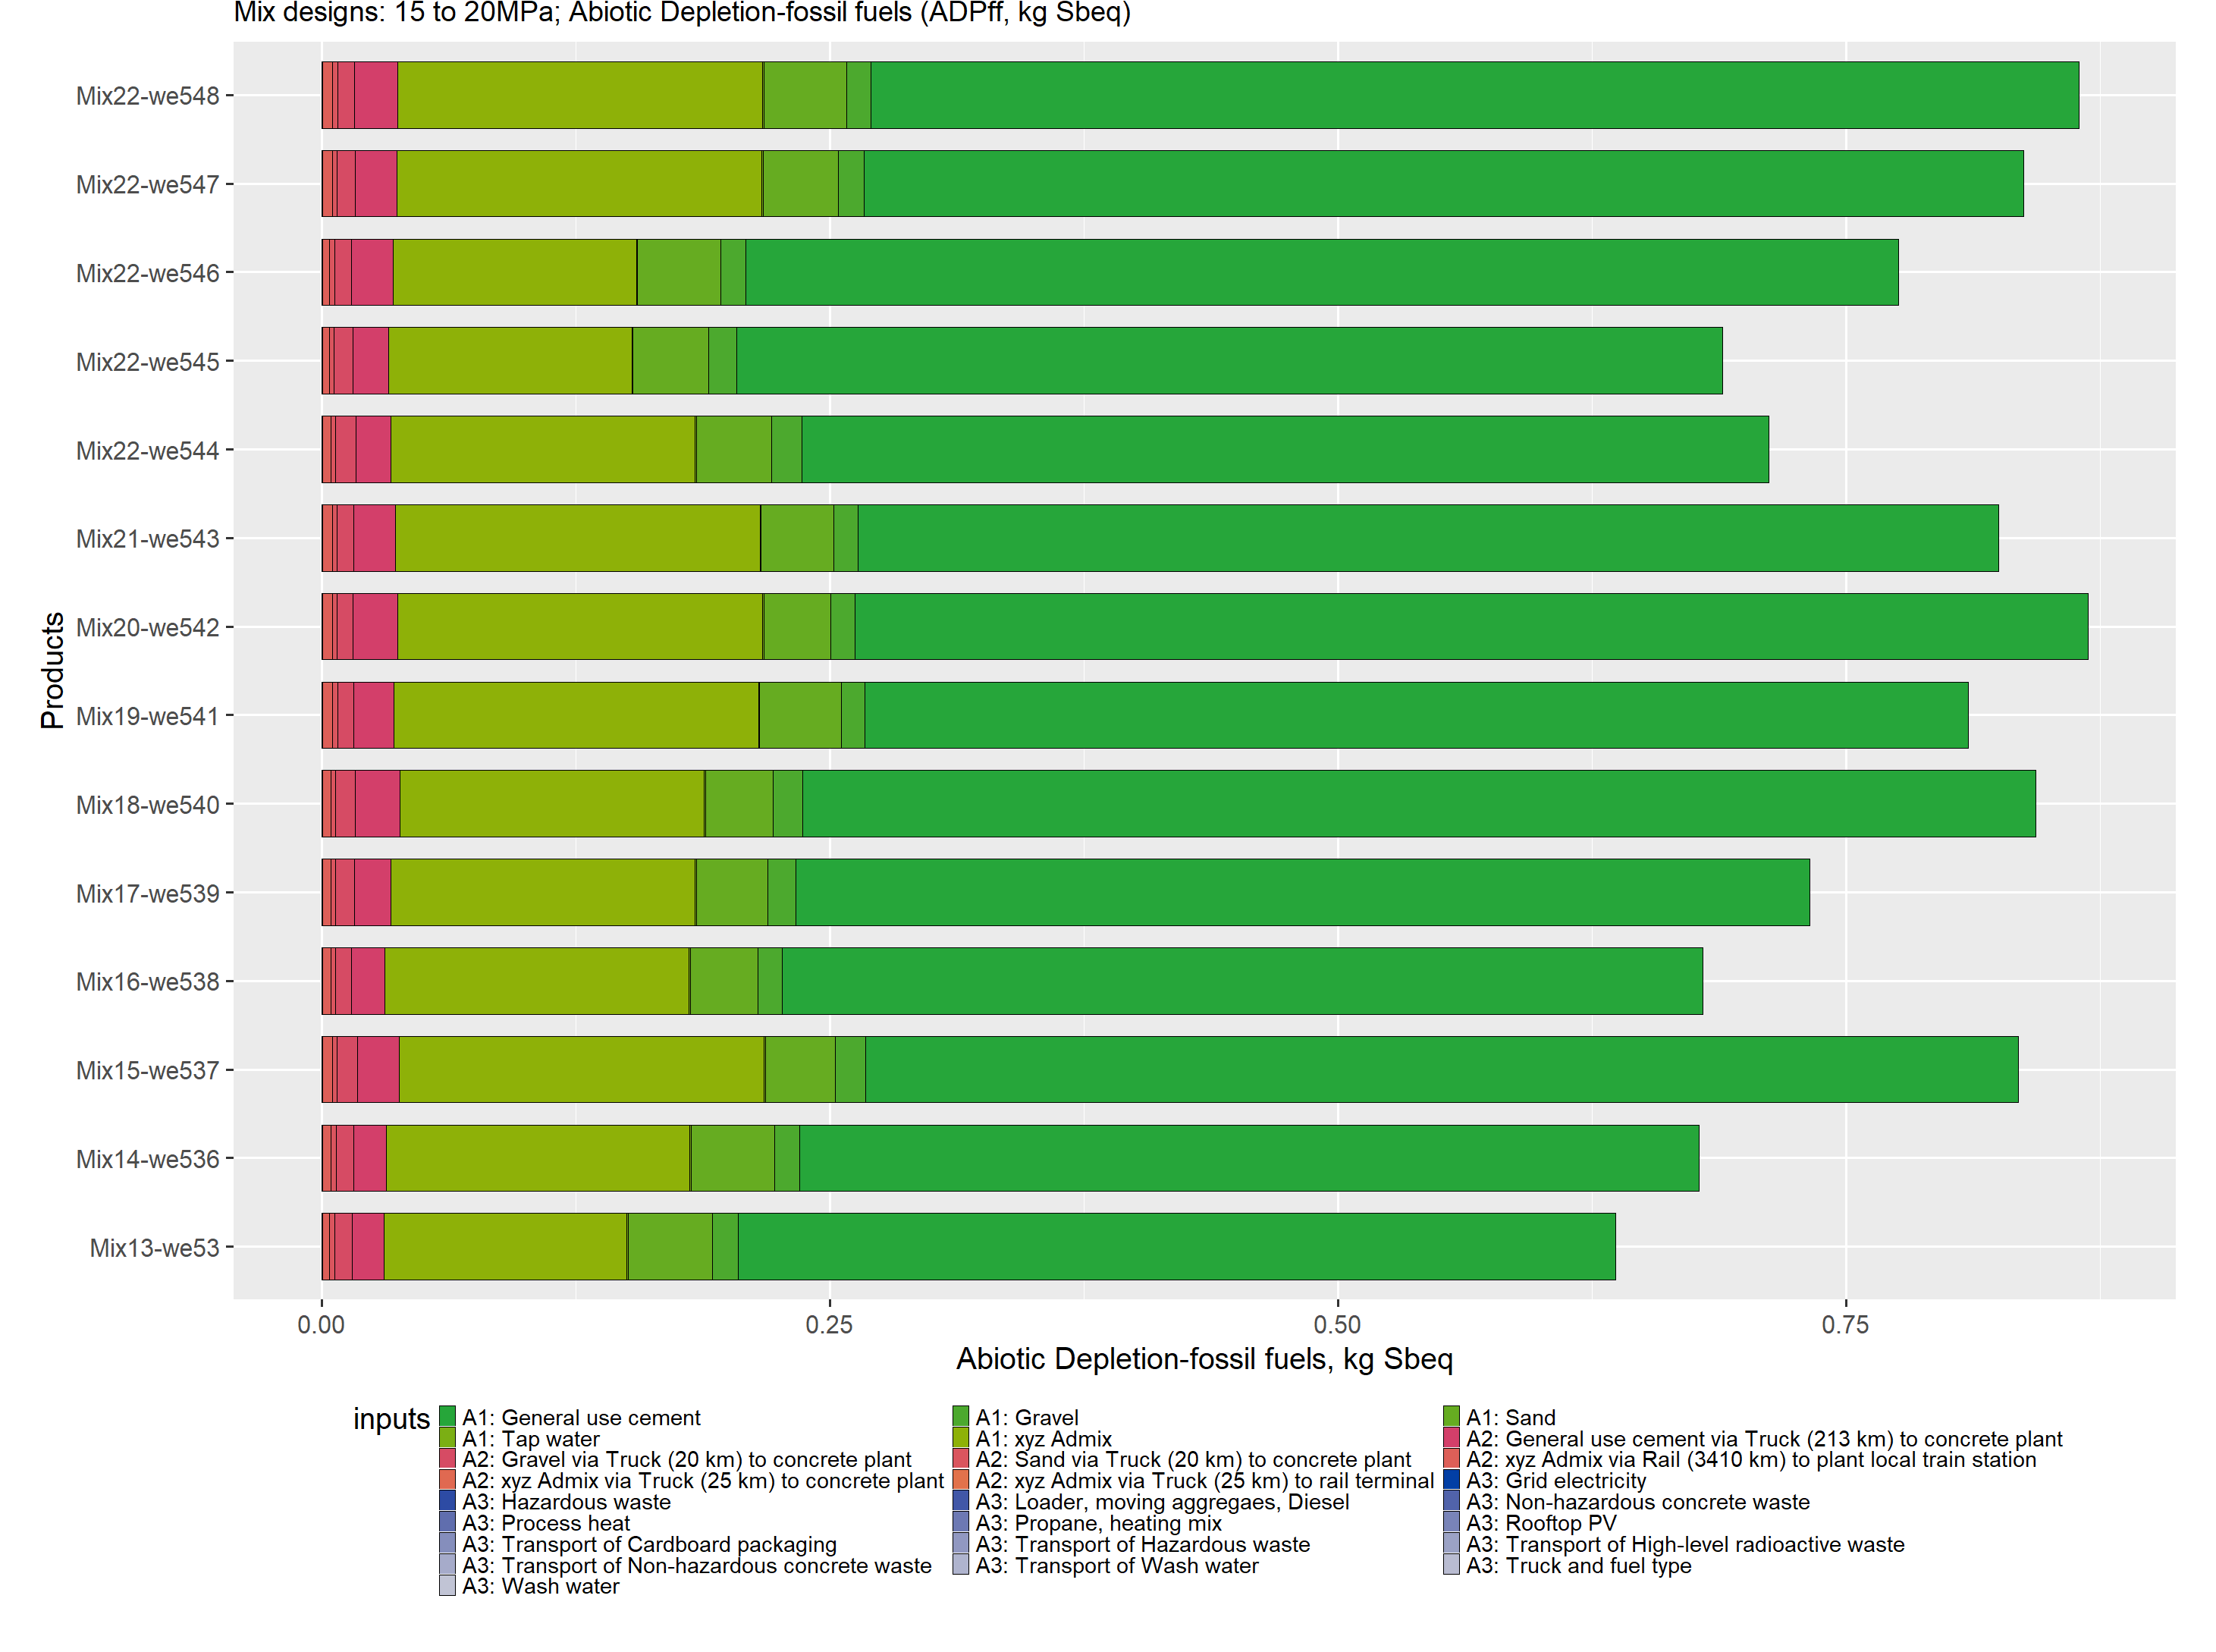 Mix designs: 15 to 20MPa; Abiotic Depletion-fossil fuels (ADPff, kg Sbeq)
Products
Mix22-we548
Mix22-we547
Mix22-we546
Mix22-we545
Mix22-we544
Mix21-we543
Mix20-we542
Mix19-we541
Mix18-we540
Mix17-we539
Mix16-we538
Mix15-we537
Mix14-we536
Mix13-we53
0.00 0.25 0.50 0.75
Abiotic Depletion-fossil fuels, kg Sbeq
inputs
A1: General use cement A1: Gravel A1: Sand
A1: Tap water A1: xyz Admix A2: General use cement via Truck (213 km) to concrete plant
A2: Gravel via Truck (20 km) to concrete plant A2: Sand via Truck (20 km) to concrete plant A2: xyz Admix via Rail (3410 km) to plant local train station
A2: xyz Admix via Truck (25 km) to concrete plant A2: xyz Admix via Truck (25 km) to rail terminal A3: Grid electricity
A3: Hazardous waste A3: Loader, moving aggregaes, Diesel A3: Non-hazardous concrete waste
A3: Process heat A3: Propane, heating mix A3: Rooftop PV
A3: Transport of Cardboard packaging A3: Transport of Hazardous waste A3: Transport of High-level radioactive waste
A3: Transport of Non-hazardous concrete waste A3: Transport of Wash water A3: Truck and fuel type
A3: Wash water